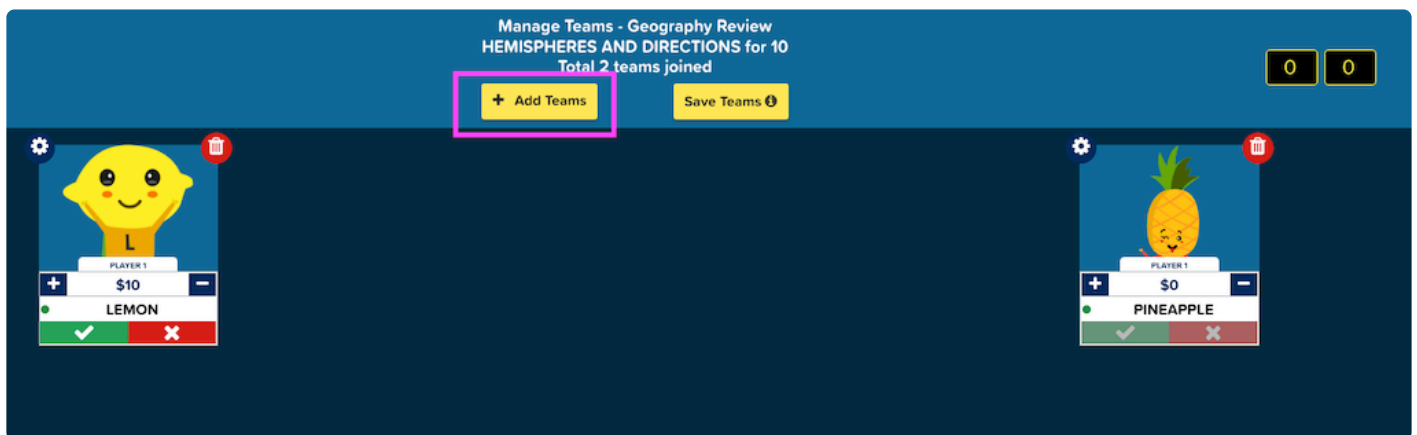 Manage Teams - Geography Review
HEMISPHERES AND DIRECTIONS for 10
Total 2 teams joined
+ Add Teams
Save Teams
0 0
L
PLAYER 1
+ $10 −
LEMON
PLAYER 1
+ $0 −
PINEAPPLE